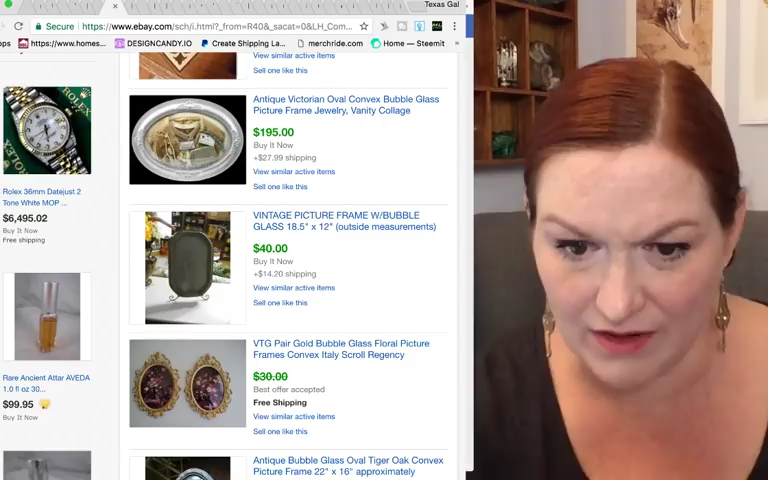 Texas Gal
Secure
https://www.ebay.com/sch/i.html?_from=R40&_sacat=0&LH_Com...
https://www.homes...
DESIGNCANDY.IO
Create Shipping La...
merchride.com
Home — Steemit
»
View similar active items
Sell one like this
Antique Victorian Oval Convex Bubble Glass
Picture Frame Jewelry, Vanity Collage
$195.00
Buy It Now
+$27.99 shipping
View similar active items
Sell one like this
VINTAGE PICTURE FRAME W/BUBBLE
GLASS 18.5" x 12" (outside measurements)
$40.00
Buy It Now
+$14.20 shipping
View similar active items
Sell one like this
VTG Pair Gold Bubble Glass Floral Picture
Frames Convex Italy Scroll Regency
$30.00
Best offer accepted
Free Shipping
View similar active items
Sell one like this
Antique Bubble Glass Oval Tiger Oak Convex
Picture Frame 22" x 16" approximately
ROLEX
Rolex 36mm Datejust 2
Tone White MOP ...
$6,495.02
Buy It Now
Free shipping
Rare Ancient Attar AVEDA
1.0 fl oz 30...
$99.95
Buy It Now